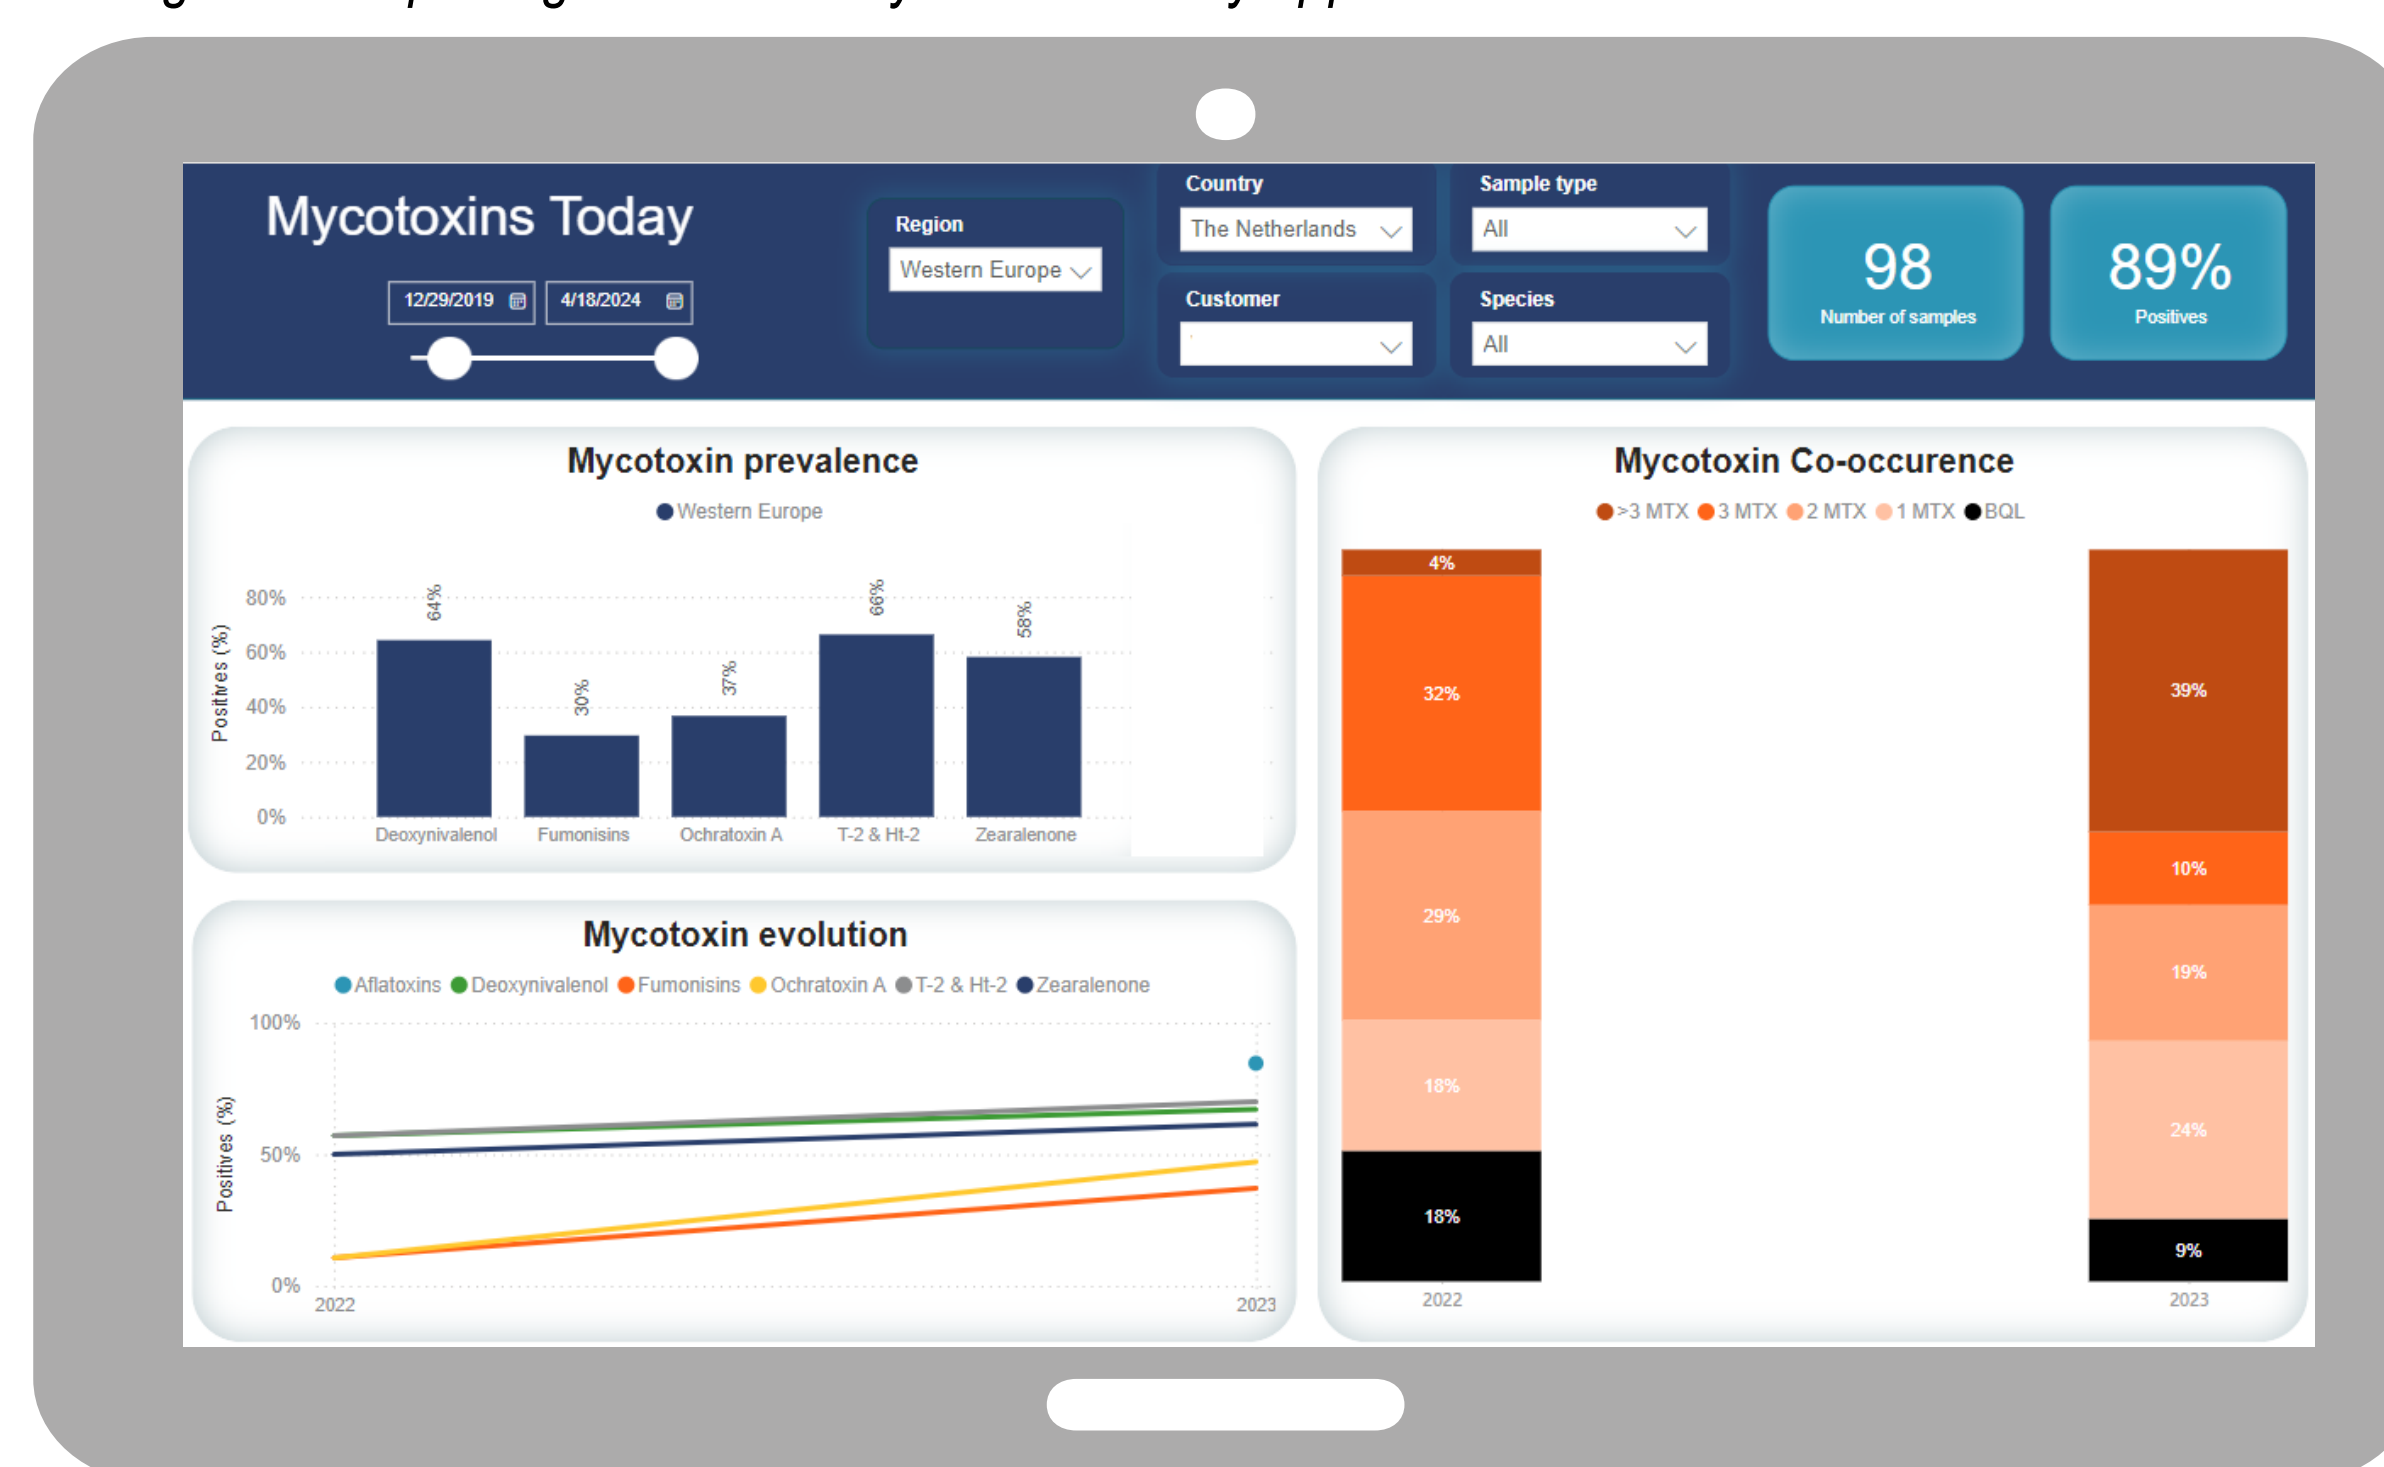 Mycotoxins Today
12/29/2019
4/18/2024
Region
Western Europe
Country
The Netherlands
Customer
Sample type
All
Species
All
98
Number of samples
89%
Positives
Mycotoxin prevalence
Western Europe
Positives (%)
80%
60%
40%
20%
0%
64%
30%
37%
66%
58%
Deoxynivalenol
Fumonisins
Ochratoxin A
T-2 & Ht-2
Zearalenone
Mycotoxin evolution
Aflatoxins Deoxynivalenol Fumonisins Ochratoxin A T-2 & Ht-2 Zearalenone
Positives (%)
100%
50%
0%
2022
2023
Mycotoxin Co-occurence
>3 MTX 3 MTX 2 MTX 1 MTX BQL
4%
32%
29%
18%
18%
2022
39%
10%
19%
24%
9%
2023